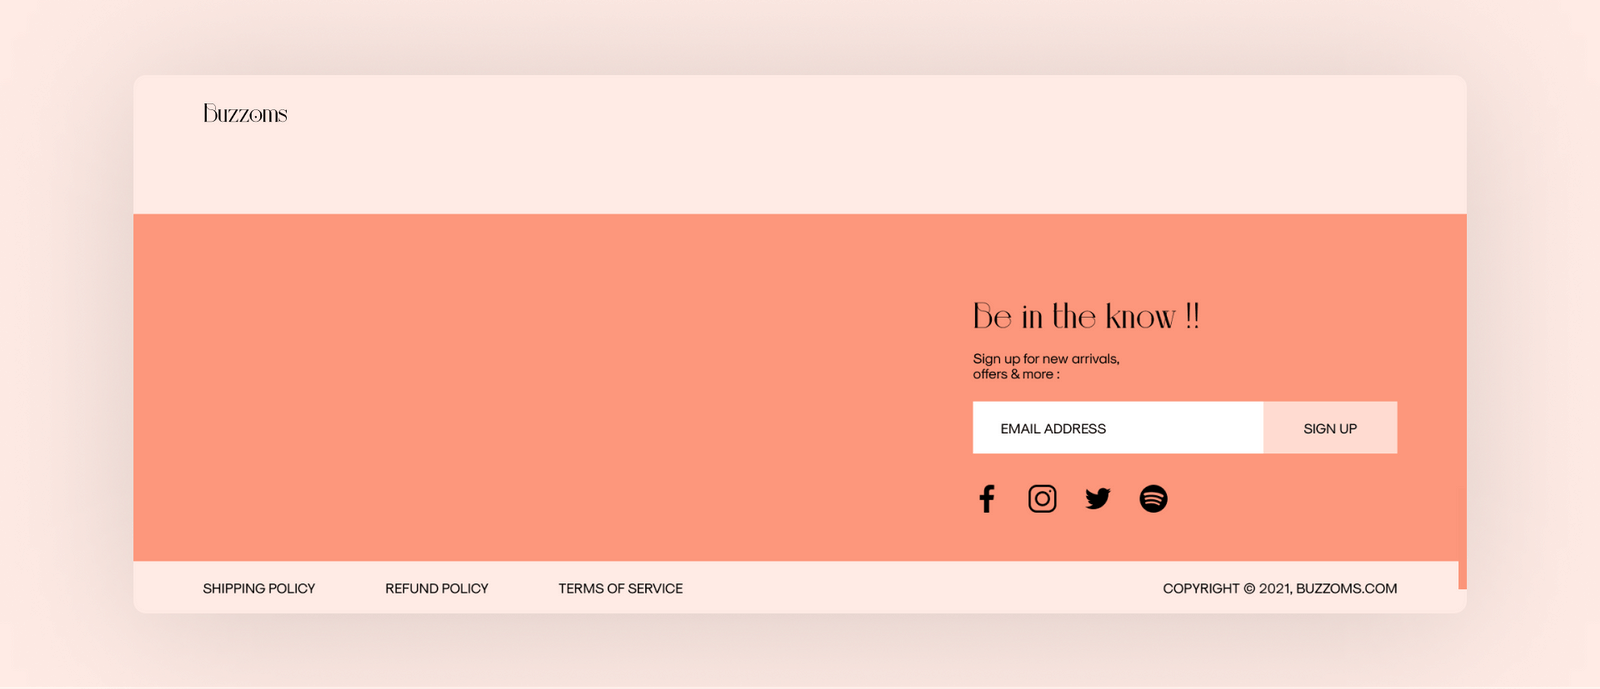 Buzzoms
Be in the know !!
Sign up for new arrivals,
offers & more :
EMAIL ADDRESS
SIGN UP
SHIPPING POLICY
REFUND POLICY
TERMS OF SERVICE
COPYRIGHT © 2021, BUZZOMS.COM